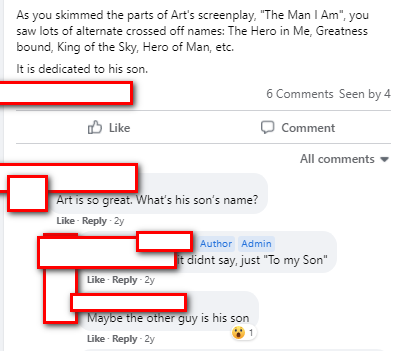 As you skimmed the parts of Art's screenplay, "The Man I Am", you
saw lots of alternate crossed off names: The Hero in Me, Greatness
bound, King of the Sky, Hero of Man, etc.
It is dedicated to his son.
6 Comments Seen by 4
Like Comment
All comments
Art is so great. What's his son's name?
Like · Reply · 2y
Author Admin
it didnt say, just "To my Son"
Like · Reply · 2y
Maybe the other guy is his son
Like · Reply · 2y
1